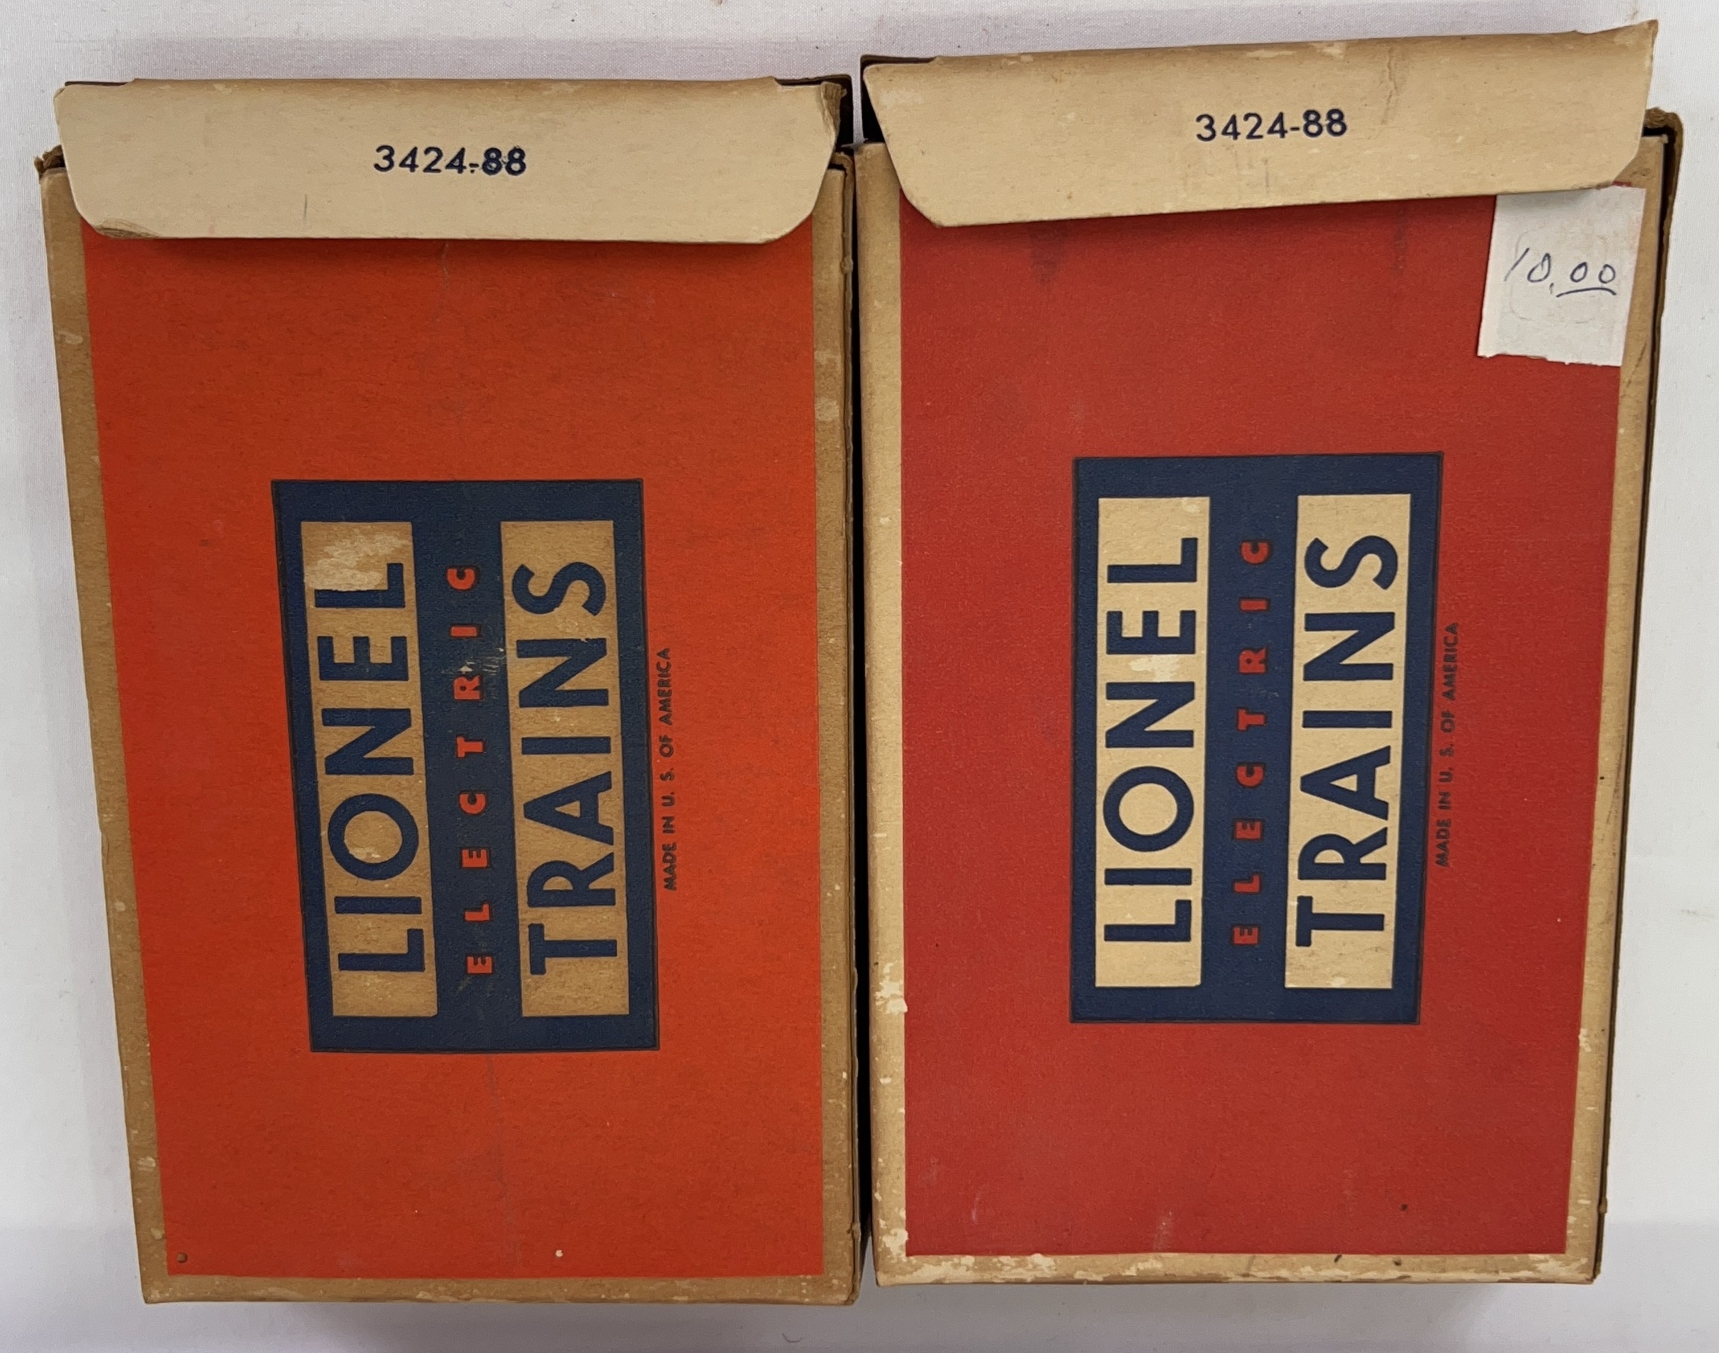 3424-88
LIONEL
ELECTRIC
TRAINS
MADE IN U. S. OF AMERICA
3424-88
10.00
LIONEL
ELECTRIC
TRAINS
MADE IN U. S. OF AMERICA